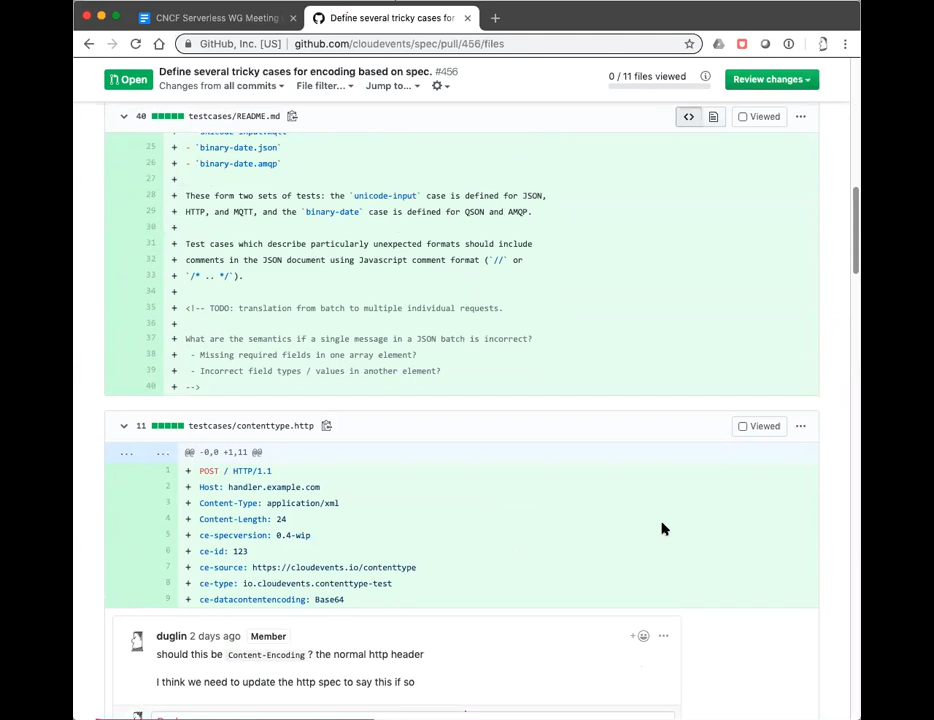 CNCF Serverless WG Meeting
Define several tricky cases for
GitHub, Inc. [US] | github.com/cloudevents/spec/pull/456/files
Open
Define several tricky cases for encoding based on spec. #456
Changes from all commits
File filter...
Jump to...
0 / 11 files viewed
Review changes
40 testcases/README.md
Viewed
25 + - `binary-date.json`
26 + - `binary-date.amqp`
27 +
28 + These form two sets of tests: the `unicode-input` case is defined for JSON,
29 + HTTP, and MQTT, and the `binary-date` case is defined for QSON and AMQP.
30 +
31 + Test cases which describe particularly unexpected formats should include
32 + comments in the JSON document using Javascript comment format (`//` or
33 + `/* .. */`).
34 +
35 + <!-- TODO: translation from batch to multiple individual requests.
36 +
37 + What are the semantics if a single message in a JSON batch is incorrect?
38 + - Missing required fields in one array element?
39 + - Incorrect field types / values in another element?
40 + -->
11 testcases/contenttype.http
Viewed
... ... @@ -0,0 +1,11 @@
1 + POST / HTTP/1.1
2 + Host: handler.example.com
3 + Content-Type: application/xml
4 + Content-Length: 24
5 + ce-specversion: 0.4-wip
6 + ce-id: 123
7 + ce-source: https://cloudevents.io/contenttype
8 + ce-type: io.cloudevents.contenttype-test
9 + ce-datacontentencoding: Base64
duglin 2 days ago Member
should this be Content-Encoding ? the normal http header
I think we need to update the http spec to say this if so